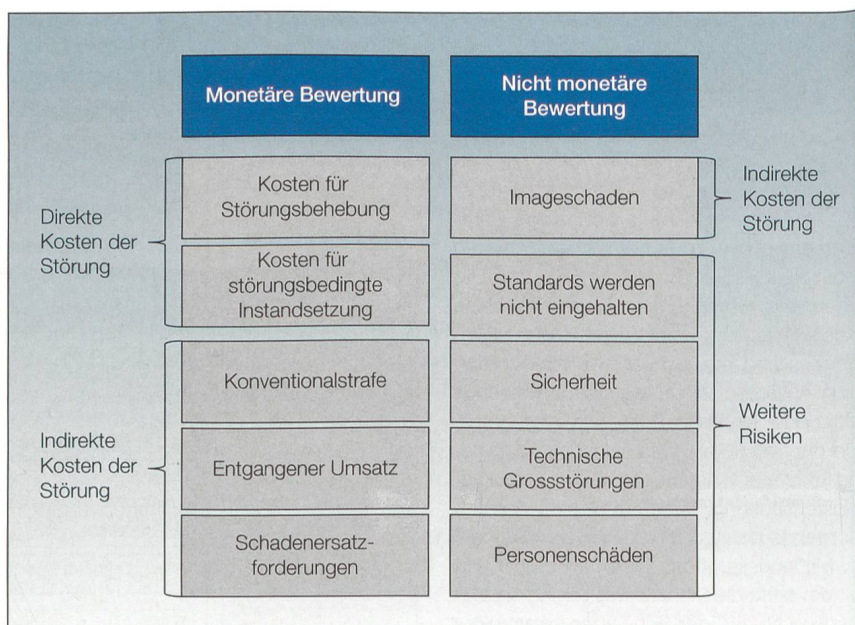 Monetäre Bewertung
Nicht monetäre
Bewertung
Direkte
Kosten der
Störung
Kosten für
Störungsbehebung
Kosten für
störungsbedingte
Instandsetzung
Imageschaden
Indirekte
Kosten der
Störung
Standards werden
nicht eingehalten
Indirekte
Kosten der
Störung
Konventionalstrafe
Entgangener Umsatz
Schadenersatz-
forderungen
Sicherheit
Technische
Grossstörungen
Personenschäden
Weitere
Risiken